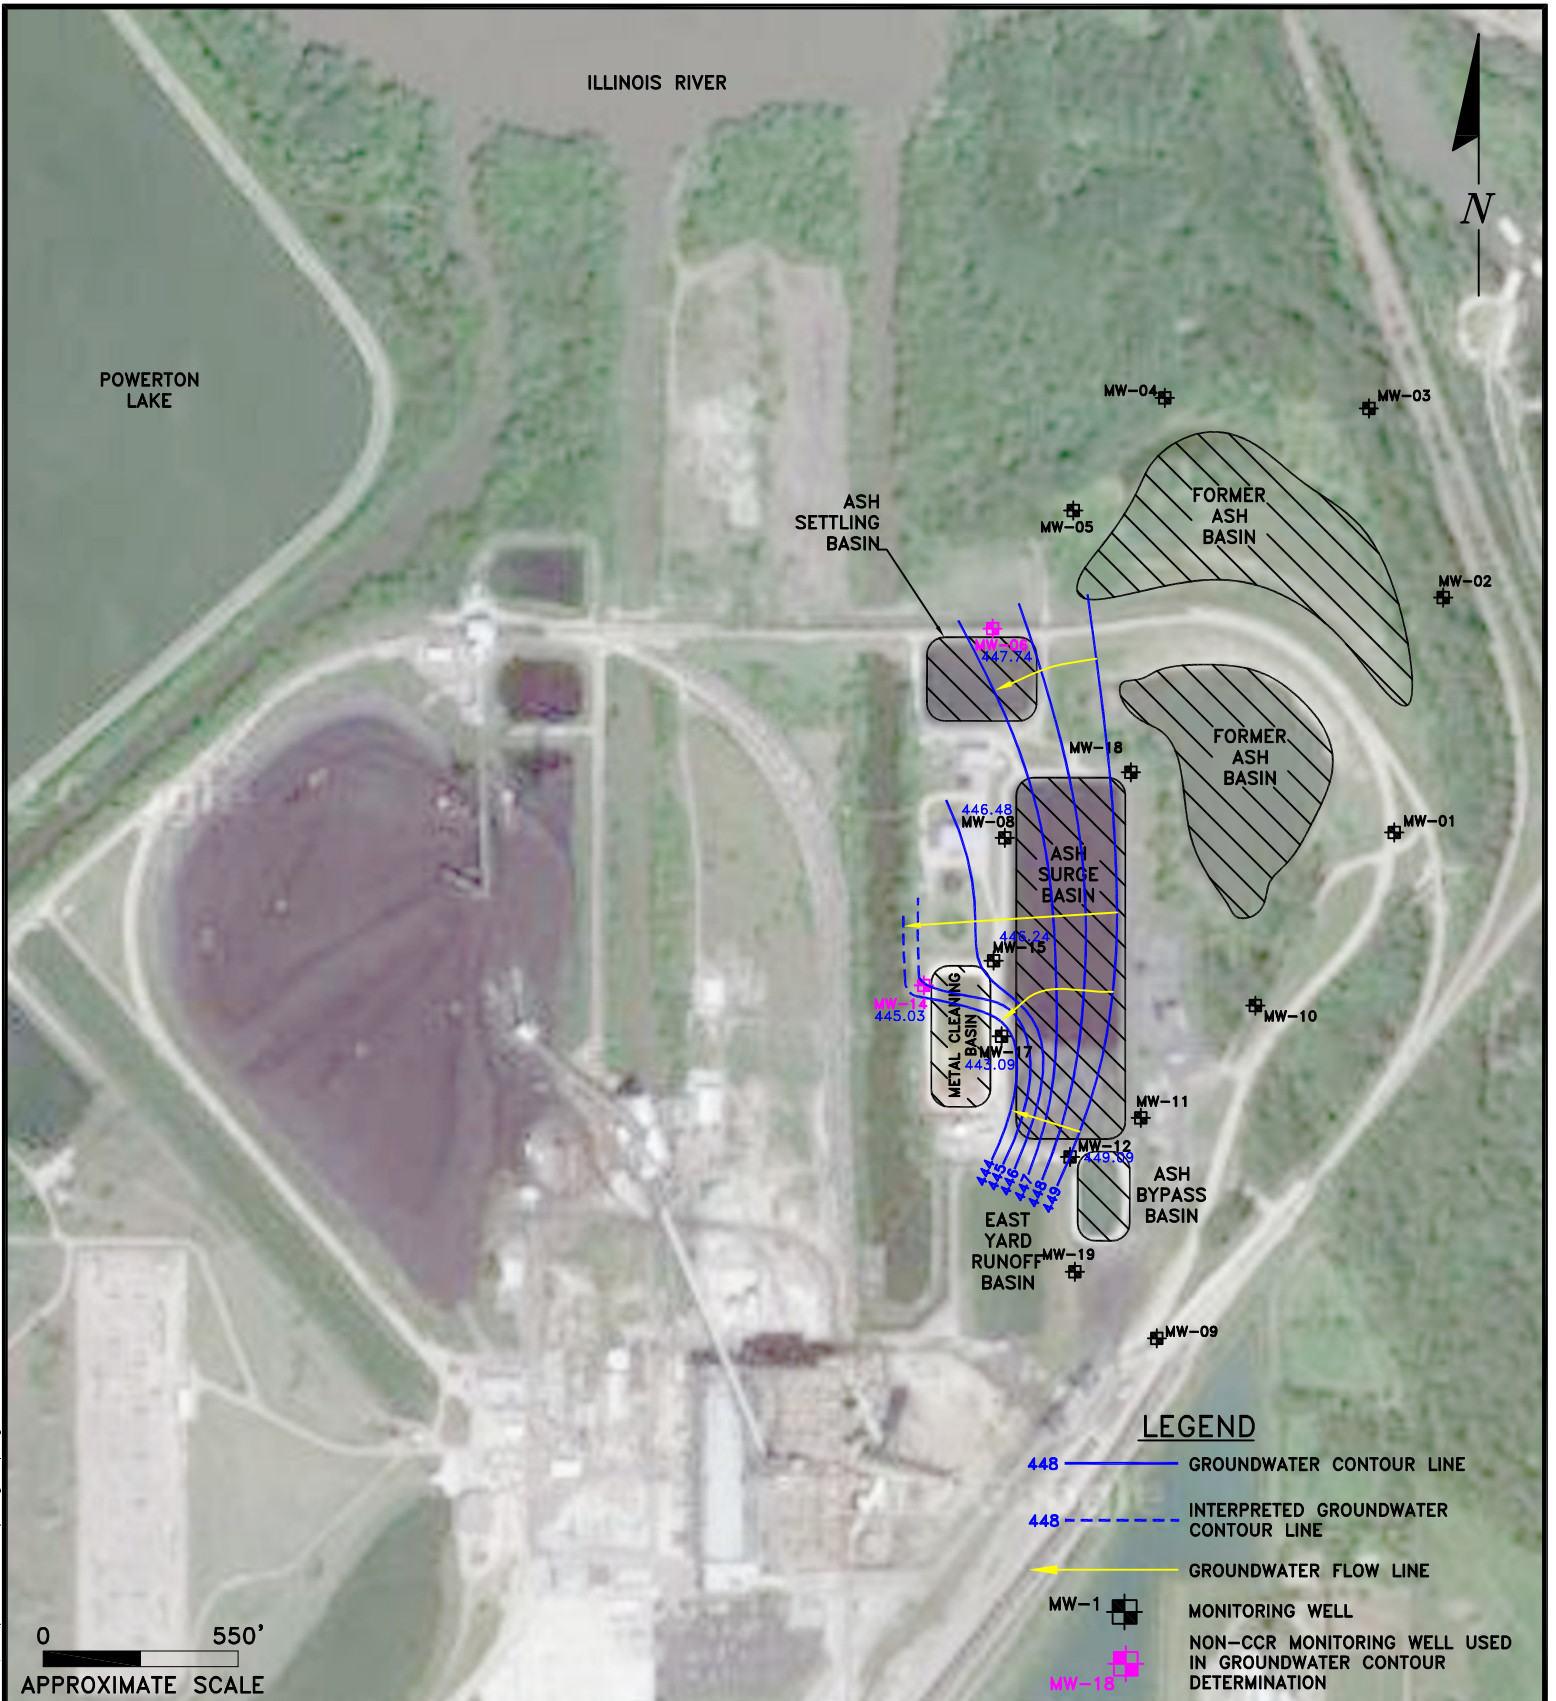 ILLINOIS RIVER
N
POWERTON
LAKE
MW-04
MW-03
ASH
SETTLING
BASIN
FORMER
ASH
BASIN
MW-05
MW-02
MW-06
447.74
MW-18
FORMER
ASH
BASIN
446.48
MW-08
MW-01
ASH
SURGE
BASIN
446.24
MW-15
MW-14
445.03
METAL CLEANING
BASIN
MW-10
MW-17
443.09
MW-11
MW-12
449.09
444
445
446
447
448
449
ASH
BYPASS
BASIN
EAST
YARD
RUNOFF
BASIN
MW-19
MW-09
LEGEND
448 GROUNDWATER CONTOUR LINE
448 INTERPRETED GROUNDWATER
CONTOUR LINE
GROUNDWATER FLOW LINE
MW-1 MONITORING WELL
MW-18 NON-CCR MONITORING WELL USED
IN GROUNDWATER CONTOUR
DETERMINATION
0 550'
APPROXIMATE SCALE